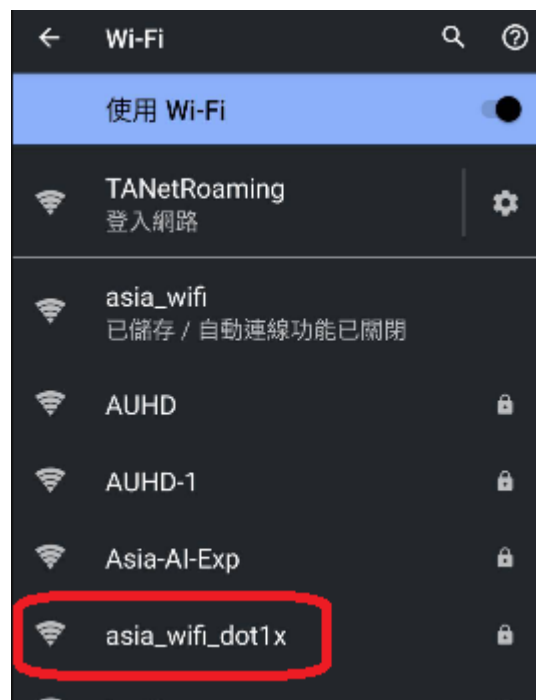 Wi-Fi
使用 Wi-Fi
TANetRoaming
登入網路
asia_wifi
已儲存 / 自動連線功能已關閉
AUHD
AUHD-1
Asia-AI-Exp
asia_wifi_dot1x